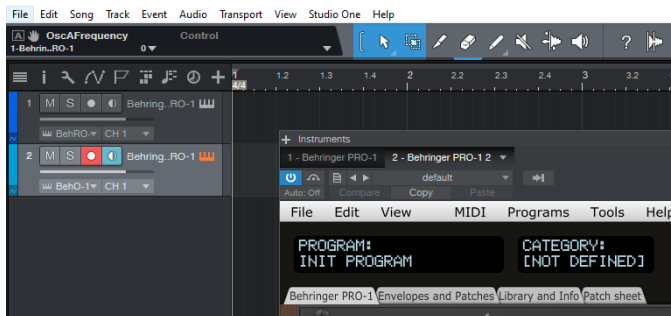 File Edit Song Track Event Audio Transport View Studio One Help
A OscAFrequency Control
1-Behrin..RO-1 0
?
i 1 1.2 1.3 1.4 2 2.2 2.3 2.4 3 3.2
4/4
1 M S Behring..RO-1
BehRO- CH 1
2 M S Behring..RO-1
BehO-1 CH 1
+ Instruments
1 - Behringer PRO-1 2 - Behringer PRO-1 2
default
Auto: Off Compare Copy Paste
File Edit View MIDI Programs Tools Help
PROGRAM: CATEGORY:
INIT PROGRAM [NOT DEFINED]
Behringer PRO-1 Envelopes and Patches Library and Info Patch sheet